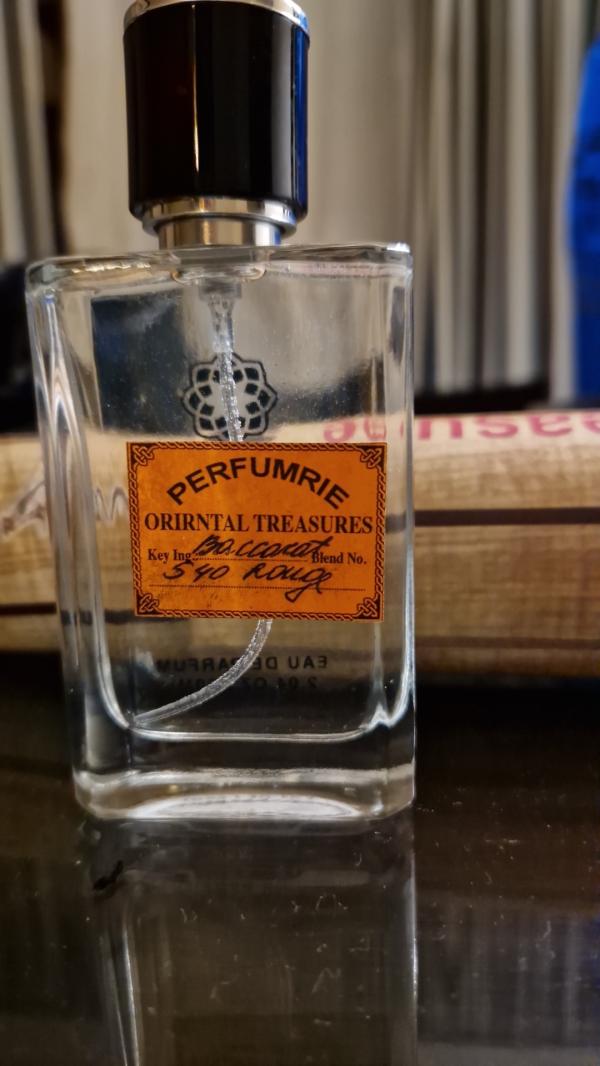 PERFUMRIE
ORIRNTAL TREASURES
Key Ing. Baccarat Blend No.
540 Rouge
EAU DE PARFUM